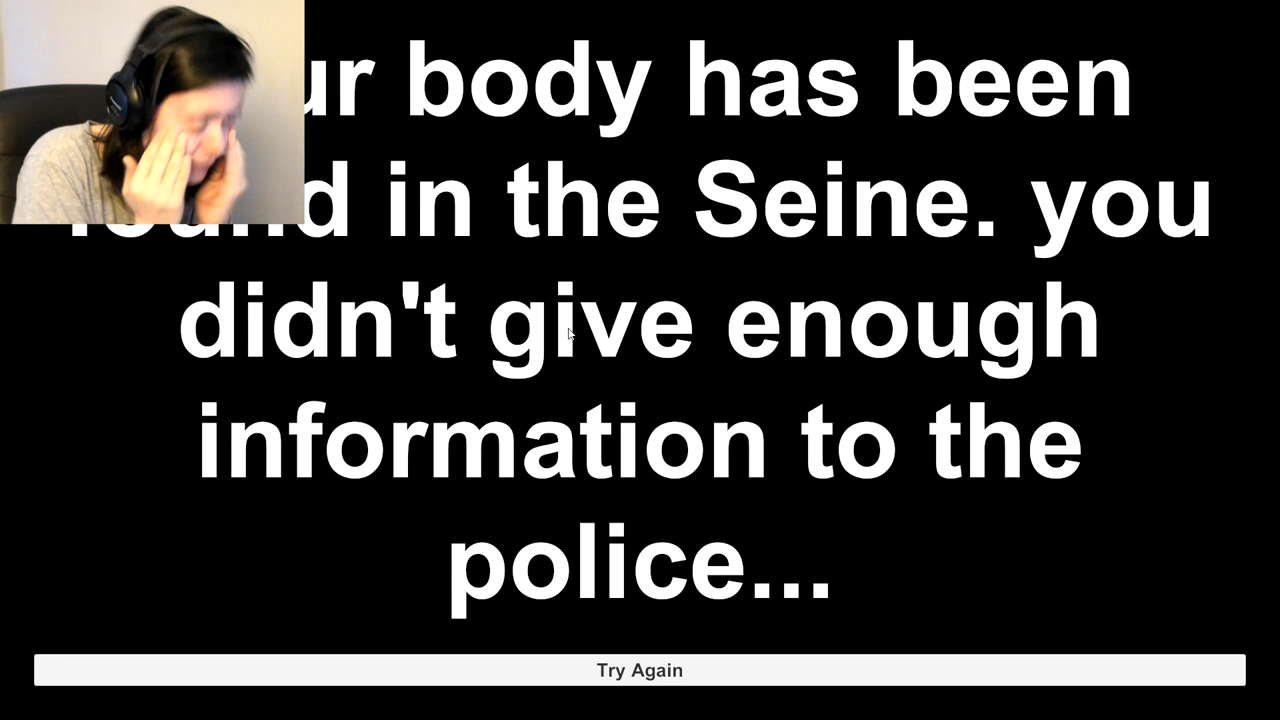 body has been
in the Seine. you
didn't give enough
information to the
police...
Try Again